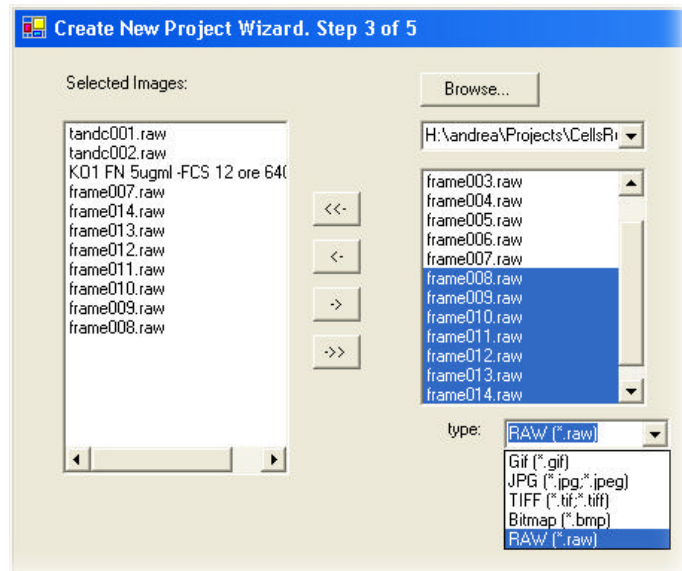 Create New Project Wizard. Step 3 of 5
Selected Images:
Browse...
tandc001.raw
tandc002.raw
KO1 FN 5ugml -FCS 12 ore 640
frame007.raw
frame014.raw
frame013.raw
frame012.raw
frame011.raw
frame010.raw
frame009.raw
frame008.raw
<<-
<-
->
->>
H:\andrea\Projects\CellsR
frame003.raw
frame004.raw
frame005.raw
frame006.raw
frame007.raw
frame008.raw
frame009.raw
frame010.raw
frame011.raw
frame012.raw
frame013.raw
frame014.raw
type:
RAW (*.raw)
Gif (*.gif)
JPG (*.jpg;*.jpeg)
TIFF (*.tif;*.tiff)
Bitmap (*.bmp)
RAW (*.raw)